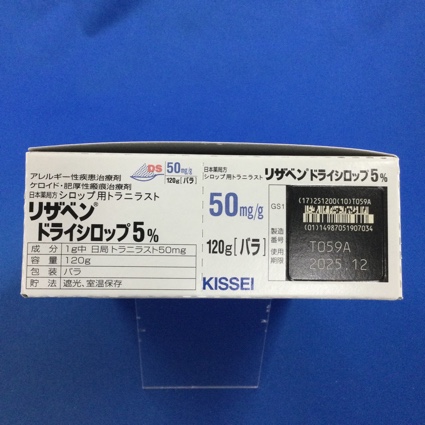 アレルギー性疾患治療剤
ケロイド・肥厚性瘢痕治療剤
日本薬局方 シロップ用トラニラスト
リザベン®
ドライシロップ5%
DS
50mg/g
120g[バラ]
成分 1g中 日局 トラニラスト50mg
容量 120g
包装 バラ
貯法 遮光、室温保存
日本薬局方
シロップ用トラニラスト
50mg/g
120g[バラ]
KISSEI
リザベンドライシロップ5%
GS1
(17)251200(10)T059A
(01)14987051907034
製造番号 T059A
使用期限 2025.12